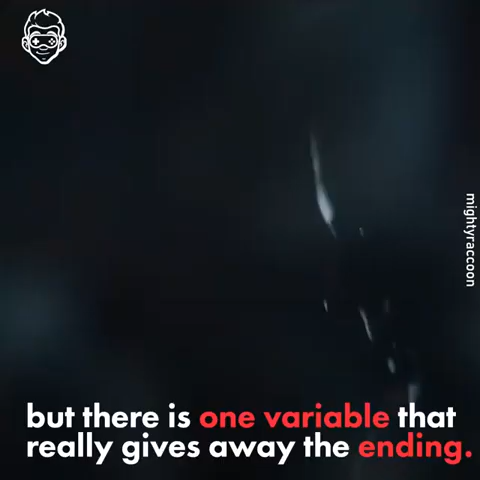 mightyraccoon
but there is one variable that
really gives away the ending.